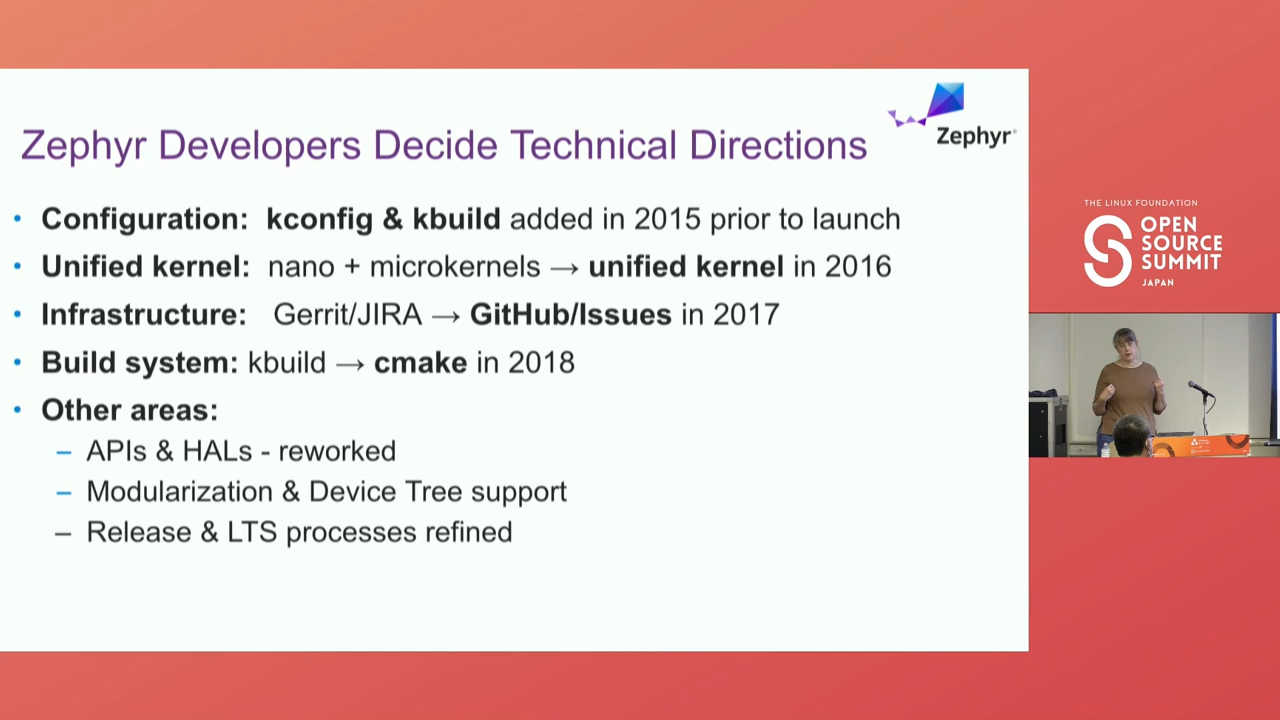 Zephyr Developers Decide Technical Directions
Zephyr
• Configuration: kconfig & kbuild added in 2015 prior to launch
• Unified kernel: nano + microkernels → unified kernel in 2016
• Infrastructure: Gerrit/JIRA → GitHub/Issues in 2017
• Build system: kbuild → cmake in 2018
• Other areas:
– APIs & HALs - reworked
– Modularization & Device Tree support
– Release & LTS processes refined
THE LINUX FOUNDATION
OPEN
SOURCE
SUMMIT
JAPAN